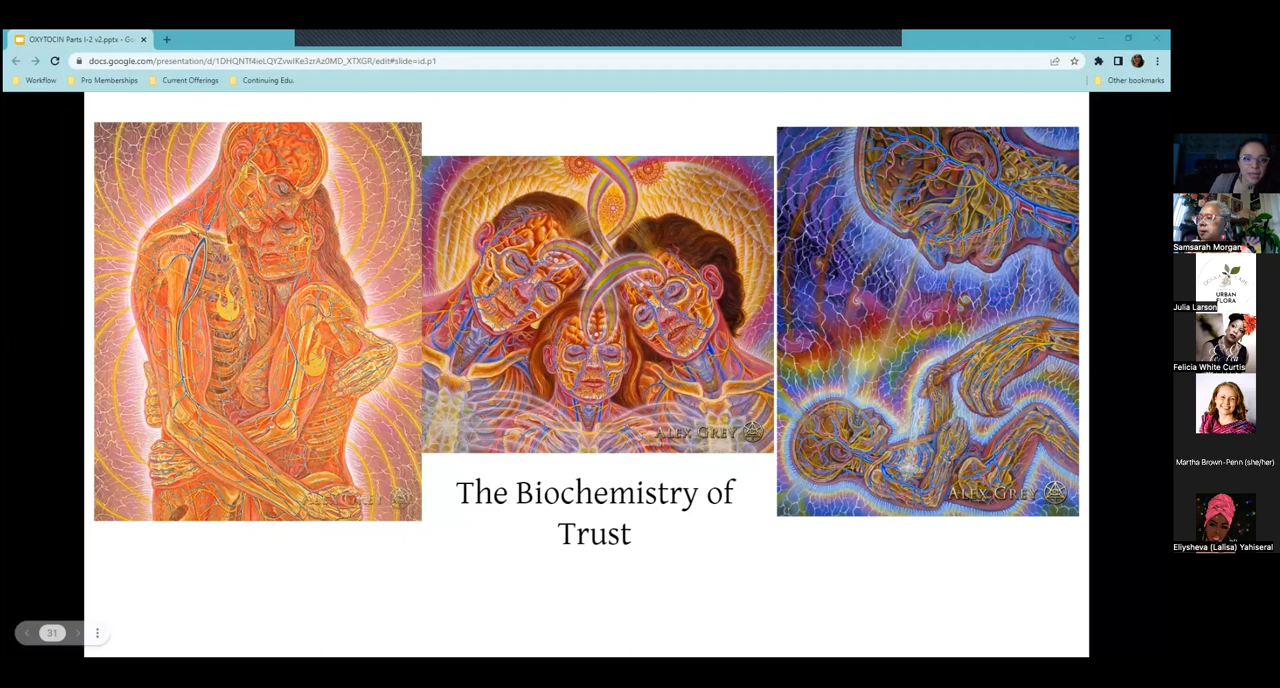 OXYTOCIN Parts I-2 v2.pptx - Go
docs.google.com/presentation/d/1DHQNTf4ieLQYZvwIKe3zrAz0MD_XTXGR/edit#slide=id.p1
Workflow
Pro Memberships
Current Offerings
Continuing Edu.
Other bookmarks
ALEX GREY
ALEX GREY
The Biochemistry of
Trust
31
Samsarah Morgan
URBAN
FLORA
Julia Larson
Felicia White Curtis
Martha Brown-Penn (she/her)
Eliysheva (Lalisa) Yahiseral